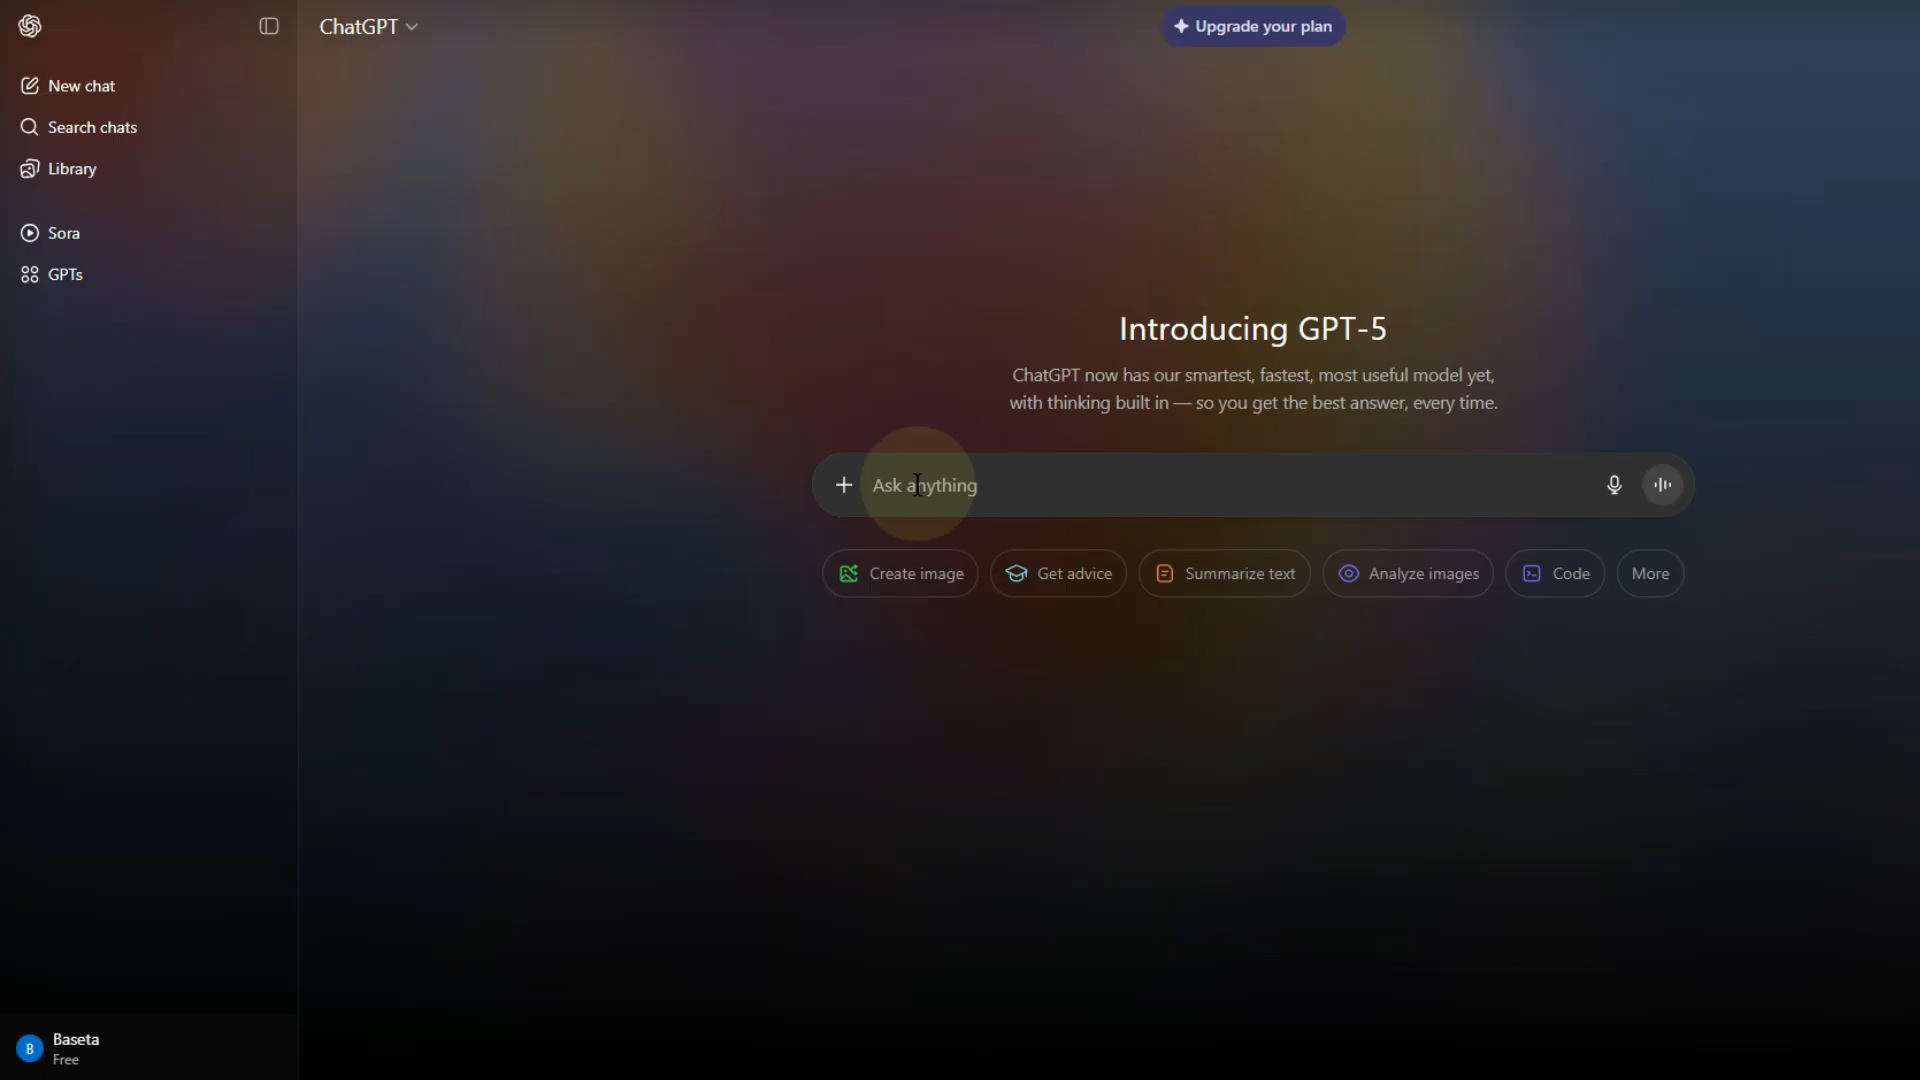 ChatGPT
Upgrade your plan
New chat
Search chats
Library
Sora
GPTs
Introducing GPT-5
ChatGPT now has our smartest, fastest, most useful model yet,
with thinking built in — so you get the best answer, every time.
Ask anything
Create image
Get advice
Summarize text
Analyze images
Code
More
B
Baseta
Free